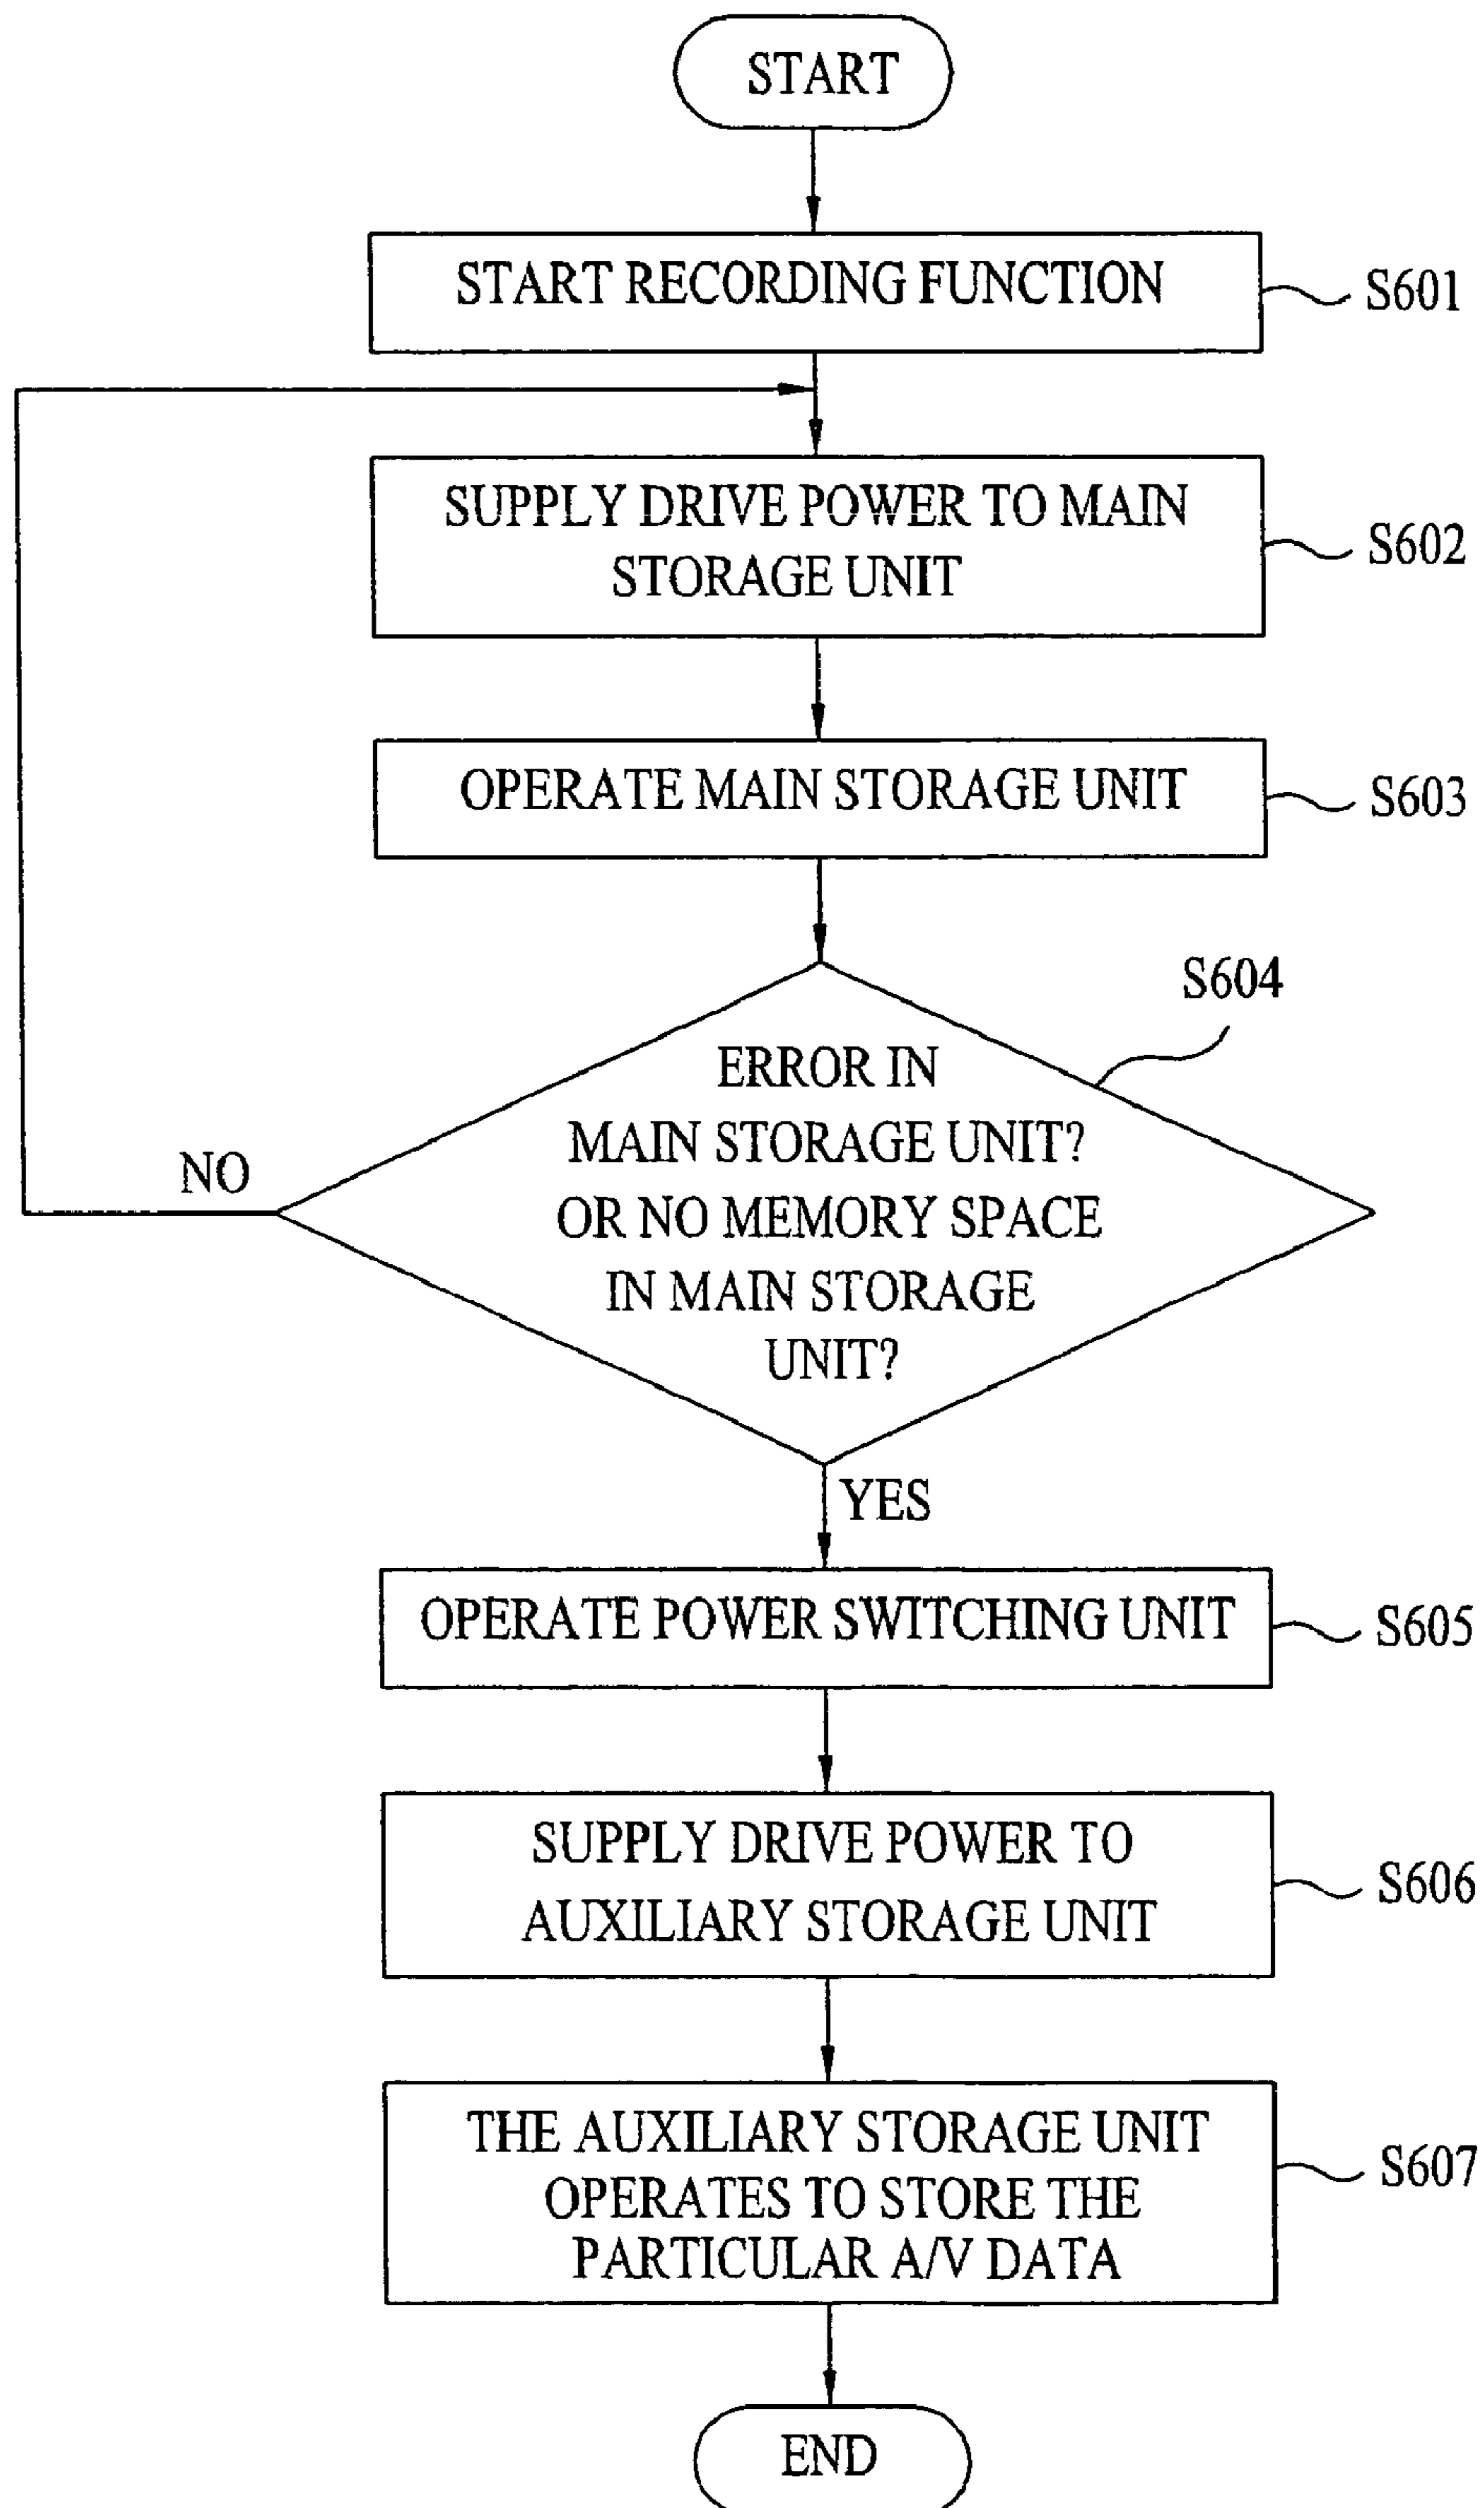 START
START RECORDING FUNCTION
S601
SUPPLY DRIVE POWER TO MAIN
STORAGE UNIT
S602
OPERATE MAIN STORAGE UNIT
S603
S604
ERROR IN
MAIN STORAGE UNIT?
OR NO MEMORY SPACE
IN MAIN STORAGE
UNIT?
NO
YES
OPERATE POWER SWITCHING UNIT
S605
SUPPLY DRIVE POWER TO
AUXILIARY STORAGE UNIT
S606
THE AUXILIARY STORAGE UNIT
OPERATES TO STORE THE
PARTICULAR A/V DATA
S607
END